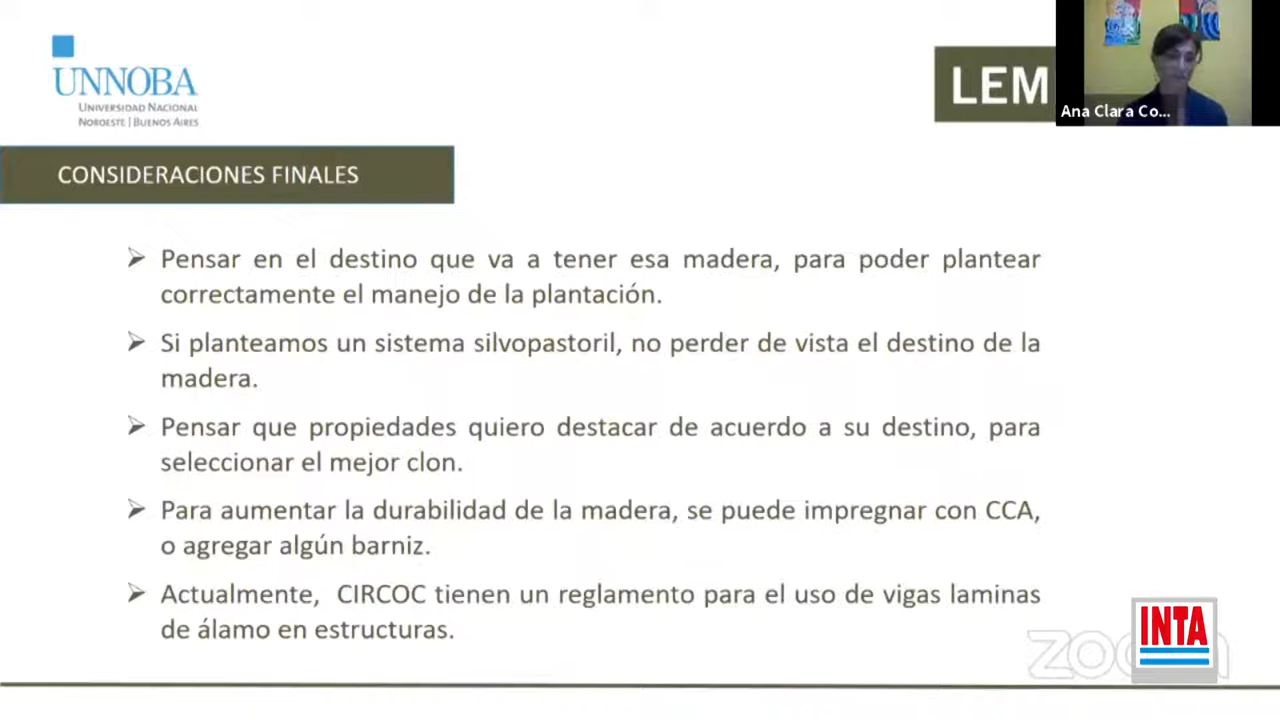 UNNOBA
UNIVERSIDAD NACIONAL
NOROESTE | BUENOS AIRES
LEM
Ana Clara Co...
CONSIDERACIONES FINALES
➢ Pensar en el destino que va a tener esa madera, para poder plantear
correctamente el manejo de la plantación.
➢ Si planteamos un sistema silvopastoril, no perder de vista el destino de la
madera.
➢ Pensar que propiedades quiero destacar de acuerdo a su destino, para
seleccionar el mejor clon.
➢ Para aumentar la durabilidad de la madera, se puede impregnar con CCA,
o agregar algún barniz.
➢ Actualmente, CIRCOC tienen un reglamento para el uso de vigas laminas
de álamo en estructuras.
zoom
INTA